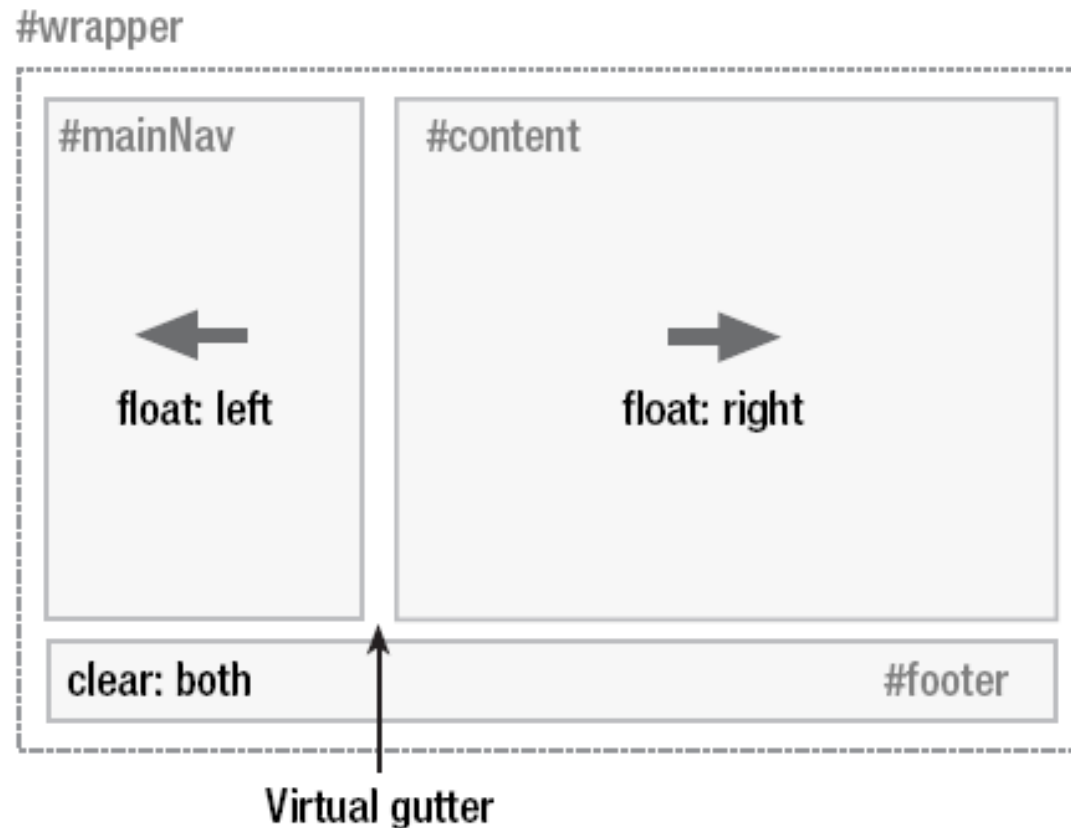 #wrapper
#mainNav
#content
float: left
float: right
clear: both
#footer
Virtual gutter